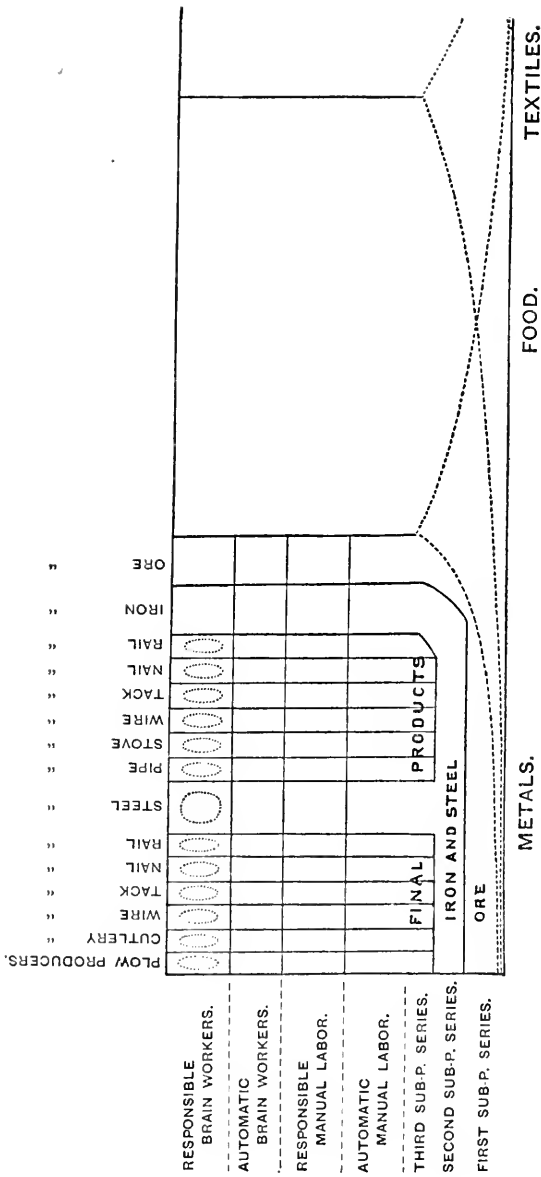 PLOW PRODUCERS.
CUTLERY "
WIRE "
TACK "
NAIL "
RAIL "
STEEL "
PIPE "
STOVE "
WIRE "
TACK "
NAIL "
RAIL "
IRON "
ORE "
RESPONSIBLE
BRAIN WORKERS.
AUTOMATIC
BRAIN WORKERS.
RESPONSIBLE
MANUAL LABOR.
AUTOMATIC
MANUAL LABOR.
THIRD SUB-P. SERIES.
SECOND SUB-P. SERIES.
FIRST SUB-P. SERIES.
FINAL PRODUCTS
IRON AND STEEL
ORE
METALS.
FOOD.
TEXTILES.